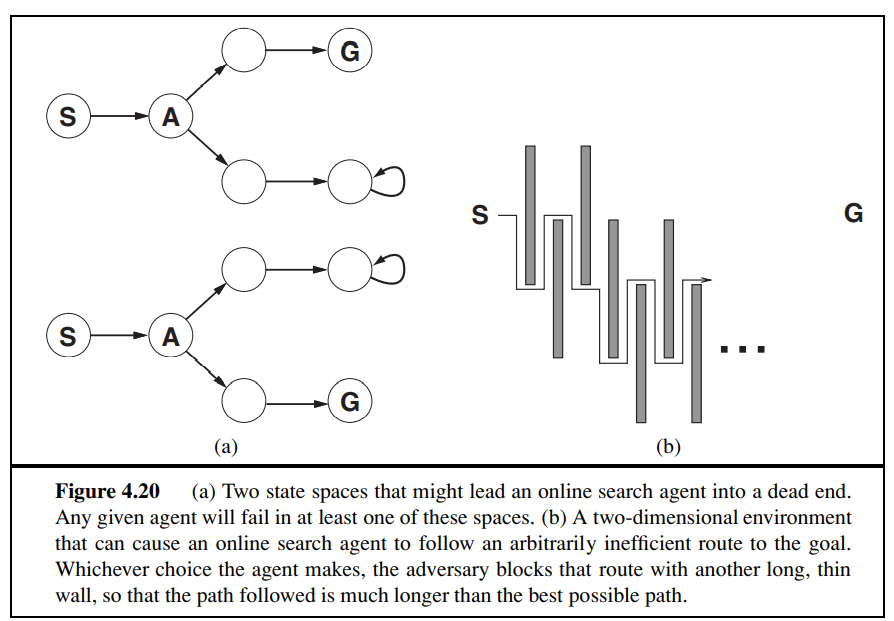 G
S A
S G
S A
G
(a) (b)
Figure 4.20 (a) Two state spaces that might lead an online search agent into a dead end.
Any given agent will fail in at least one of these spaces. (b) A two-dimensional environment
that can cause an online search agent to follow an arbitrarily inefficient route to the goal.
Whichever choice the agent makes, the adversary blocks that route with another long, thin
wall, so that the path followed is much longer than the best possible path.